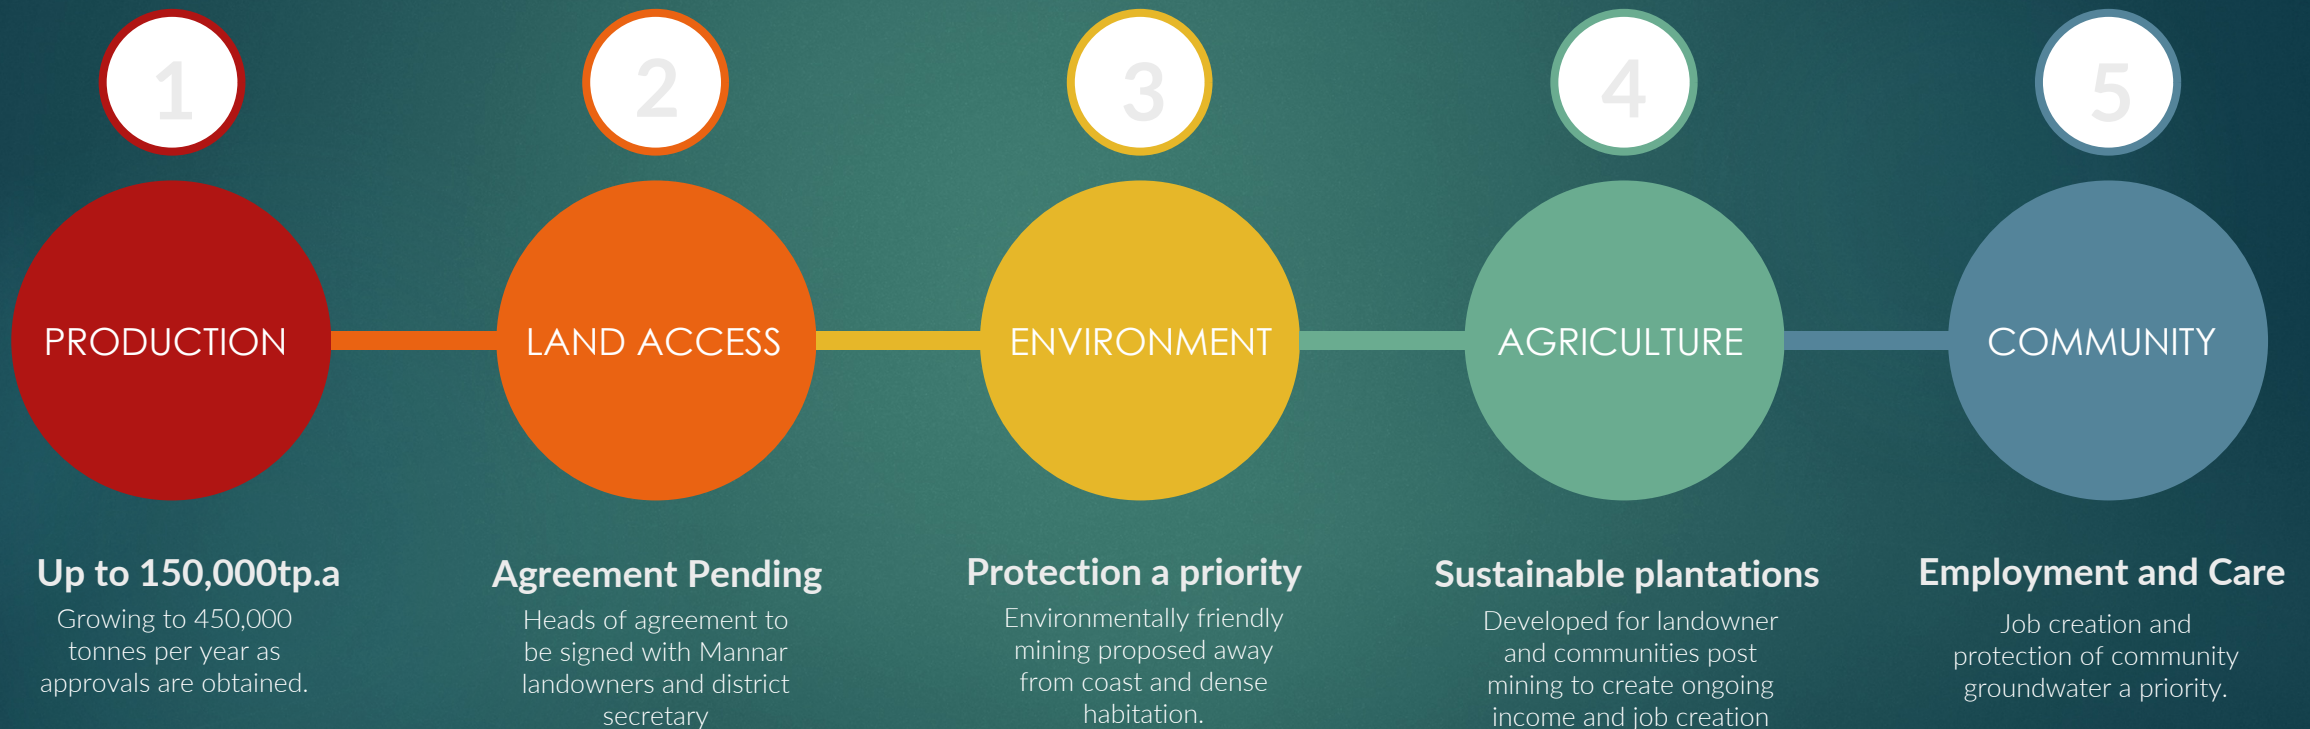 1
PRODUCTION
Up to 150,000tp.a
Growing to 450,000
tonnes per year as
approvals are obtained.
2
LAND ACCESS
Agreement Pending
Heads of agreement to
be signed with Mannar
landowners and district
secretary
3
ENVIRONMENT
Protection a priority
Environmentally friendly
mining proposed away
from coast and dense
habitation.
4
AGRICULTURE
Sustainable plantations
Developed for landowner
and communities post
mining to create ongoing
income and job creation
5
COMMUNITY
Employment and Care
Job creation and
protection of community
groundwater a priority.